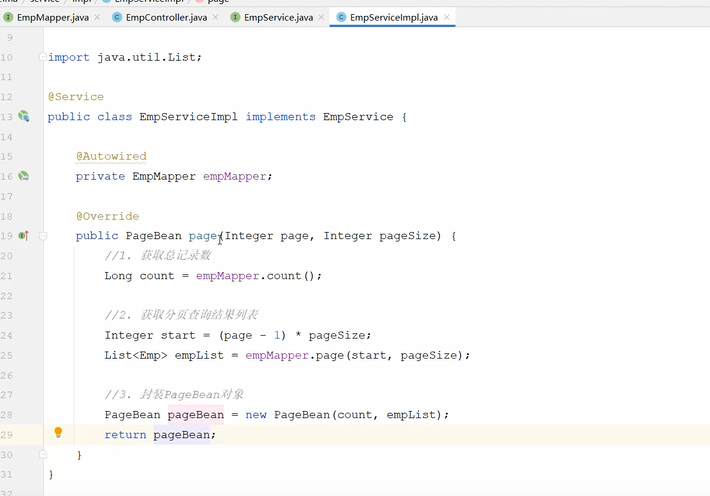 EmpMapper.java EmpController.java EmpService.java EmpServiceImpl.java
9
10 import java.util.List;
11
12 @Service
13 public class EmpServiceImpl implements EmpService {
14
15 @Autowired
16 private EmpMapper empMapper;
17
18 @Override
19 public PageBean page(Integer page, Integer pageSize) {
20 //1. 获取总记录数
21 Long count = empMapper.count();
22
23 //2. 获取分页查询结果列表
24 Integer start = (page - 1) * pageSize;
25 List<Emp> empList = empMapper.page(start, pageSize);
26
27 //3. 封装PageBean对象
28 PageBean pageBean = new PageBean(count, empList);
29 return pageBean;
30 }
31 }
32